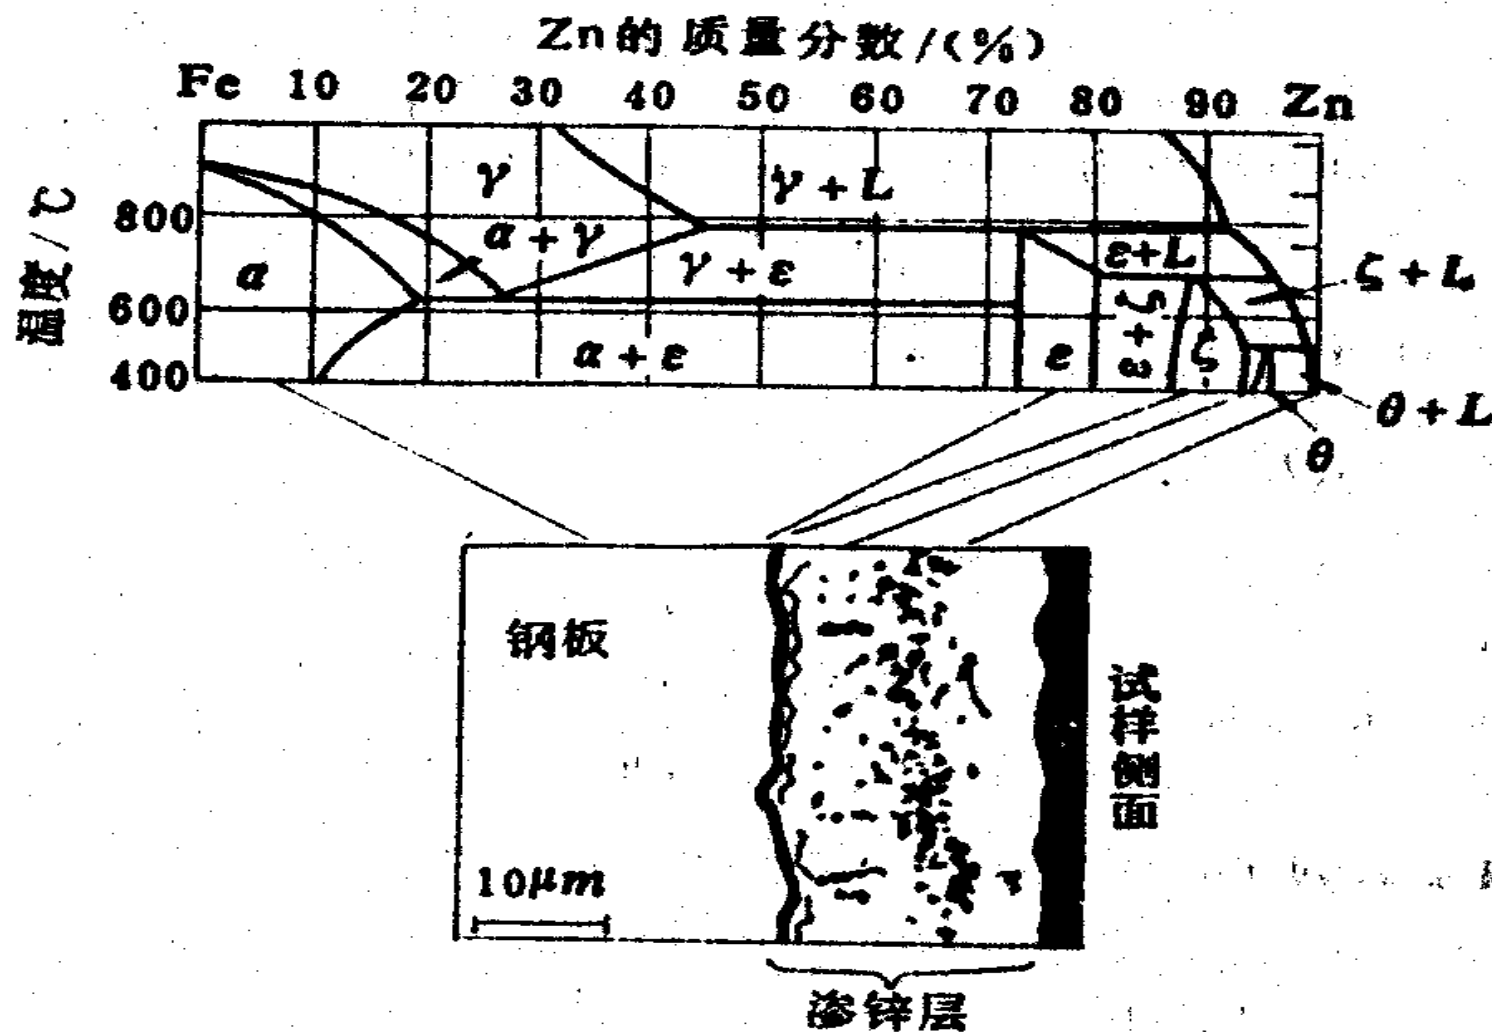 Zn的质量分数/(%)
Fe 10 20 30 40 50 60 70 80 90 Zn
温度/℃
800
600
400
γ
γ + L
α + γ
α
γ + ε
ε + L
ζ + L
α + ε
ε
ζ + ε
ζ
θ + L
θ
钢板
10μm
试样侧面
渗锌层